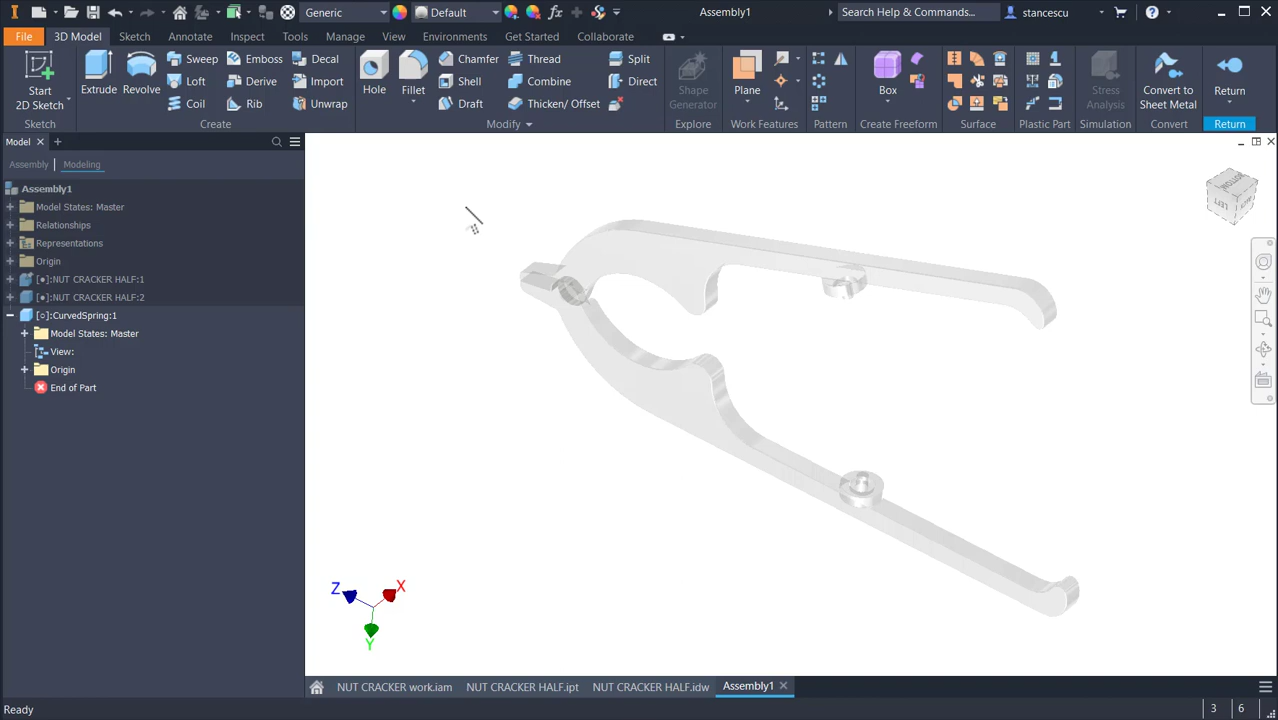 Generic
Default
fx
Assembly1
Search Help & Commands...
stancescu
File
3D Model
Sketch
Annotate
Inspect
Tools
Manage
View
Environments
Get Started
Collaborate
Start
2D Sketch
Extrude
Revolve
Sweep
Loft
Coil
Emboss
Derive
Rib
Decal
Import
Unwrap
Hole
Fillet
Chamfer
Shell
Draft
Thread
Combine
Thicken/ Offset
Split
Direct
Shape
Generator
Plane
Box
Stress
Analysis
Convert to
Sheet Metal
Return
Sketch
Create
Modify
Explore
Work Features
Pattern
Create Freeform
Surface
Plastic Part
Simulation
Convert
Return
Model
Assembly
Modeling
Assembly1
Model States: Master
Relationships
Representations
Origin
[●]:NUT CRACKER HALF:1
[●]:NUT CRACKER HALF:2
[○]:CurvedSpring:1
Model States: Master
View:
Origin
End of Part
Z
X
Y
NUT CRACKER work.iam
NUT CRACKER HALF.ipt
NUT CRACKER HALF.idw
Assembly1
Ready
3
6